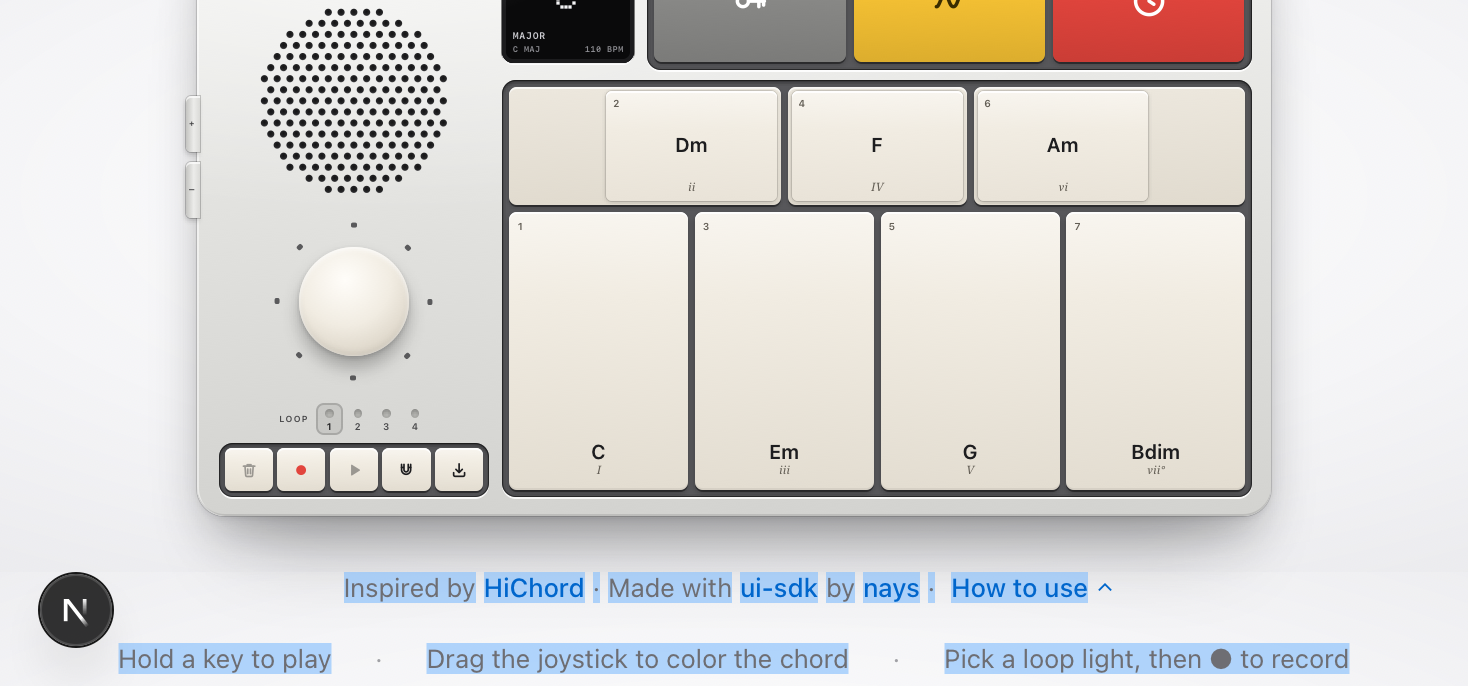 MAJOR
C MAJ 110 BPM
2 4 6
Dm F Am
ii IV vi
+
−
1 3 5 7
LOOP 1 2 3 4
C Em G Bdim
I iii V vii°
Inspired by HiChord · Made with ui-sdk by nays · How to use
N
Hold a key to play · Drag the joystick to color the chord · Pick a loop light, then ● to record